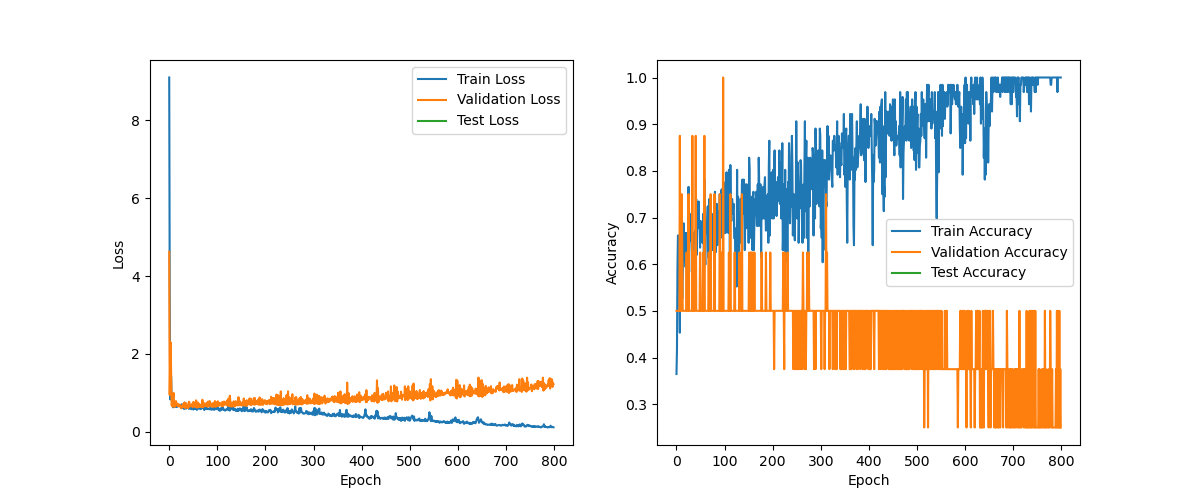 8
6
4
2
0
Loss
0 100 200 300 400 500 600 700 800
Epoch
Train Loss
Validation Loss
Test Loss
1.0
0.9
0.8
0.7
0.6
0.5
0.4
0.3
Accuracy
0 100 200 300 400 500 600 700 800
Epoch
Train Accuracy
Validation Accuracy
Test Accuracy